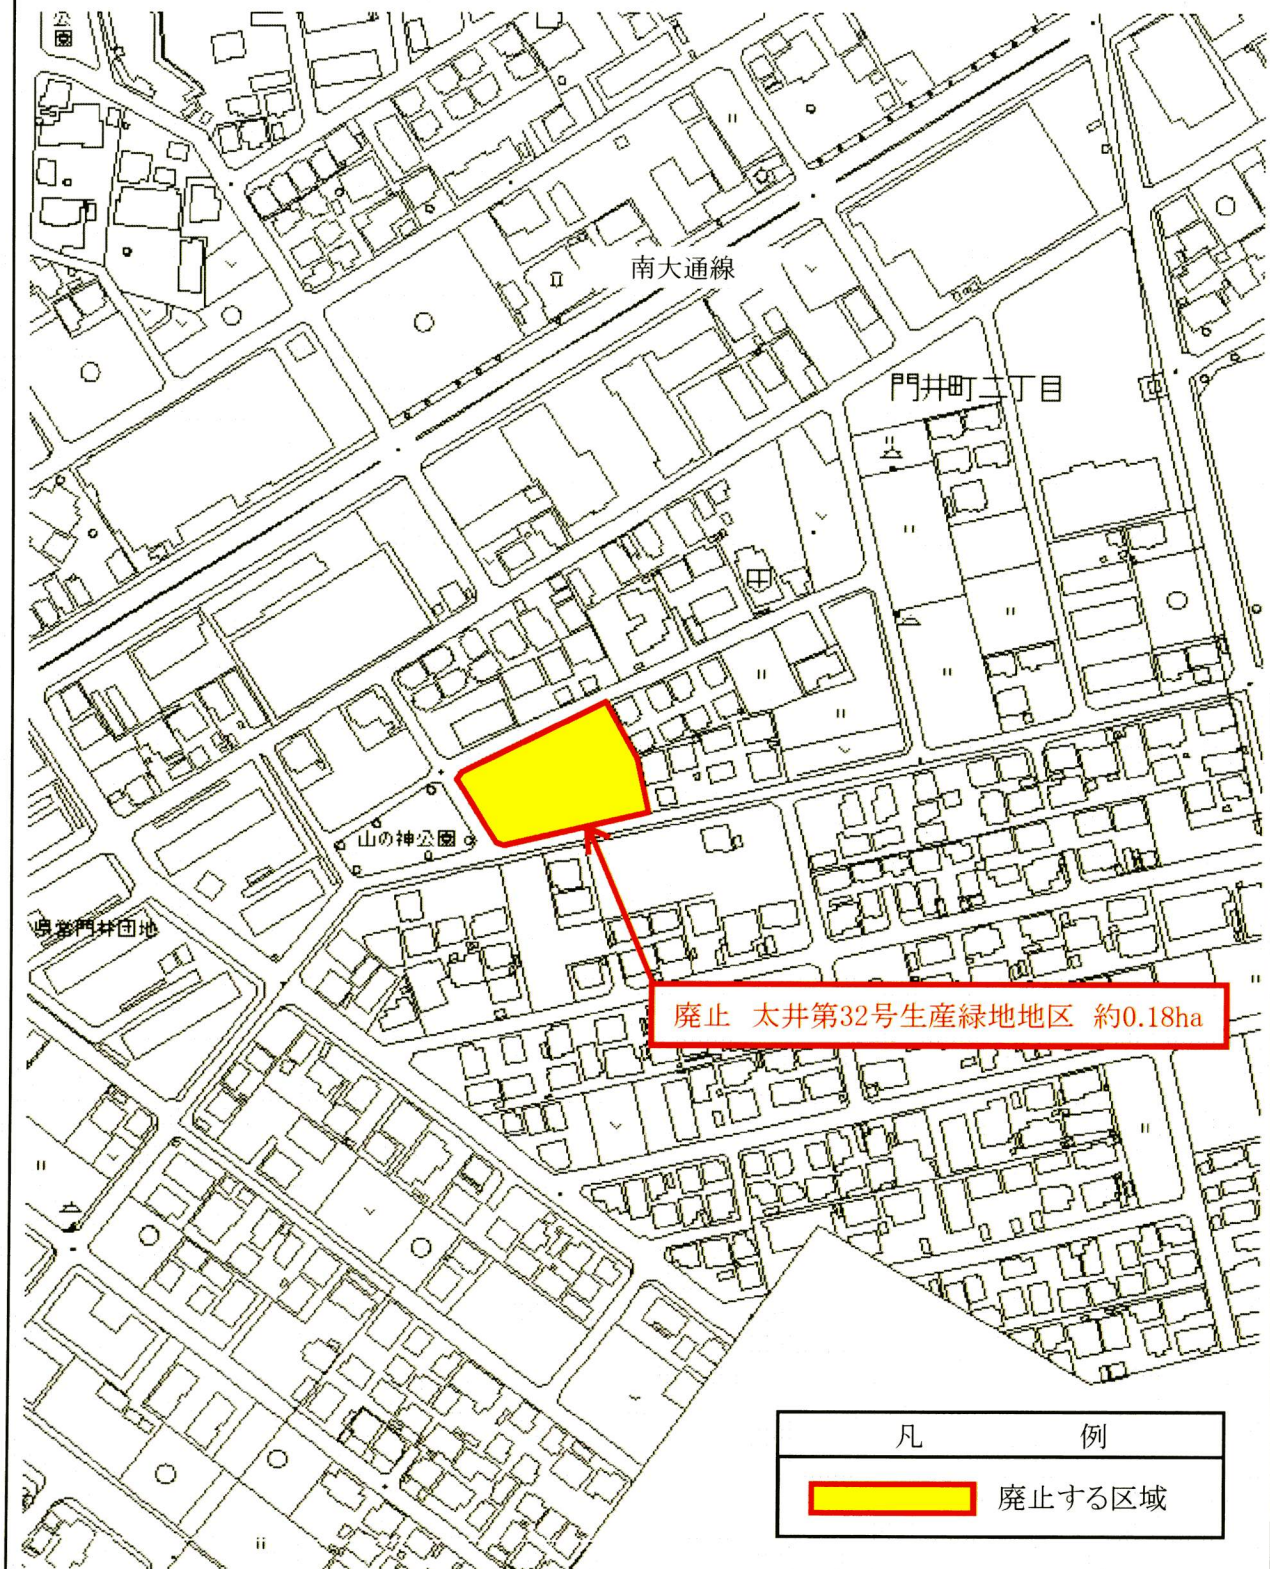 公
園
南大通線
門井町二丁目
山の神公園
県営門井団地
廃止 太井第32号生産緑地地区 約0.18ha
凡 例
廃止する区域